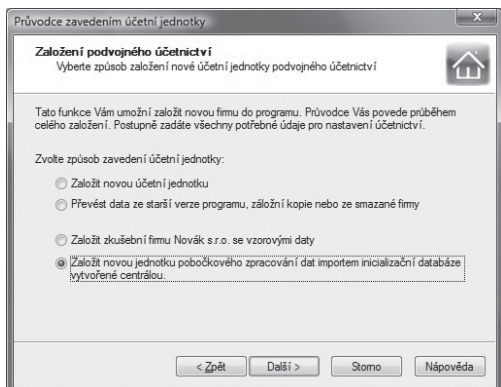 Průvodce zavedením účetní jednotky
Založení podvojného účetnictví
Vyberte způsob založení nové účetní jednotky podvojného účetnictví
Tato funkce Vám umožní založit novou firmu do programu. Průvodce Vás povede průběhem
celého založení. Postupně zadáte všechny potřebné údaje pro nastavení účetnictví.
Zvolte způsob zavedení účetní jednotky:
Založit novou účetní jednotku
Převést data ze starší verze programu, záložní kopie nebo ze smazané firmy
Založit zkušební firmu Novák s.r.o. se vzorovými daty
Založit novou jednotku pobočkového zpracování dat importem inicializační databáze
vytvořené centrálou.
< Zpět Další > Storno Nápověda